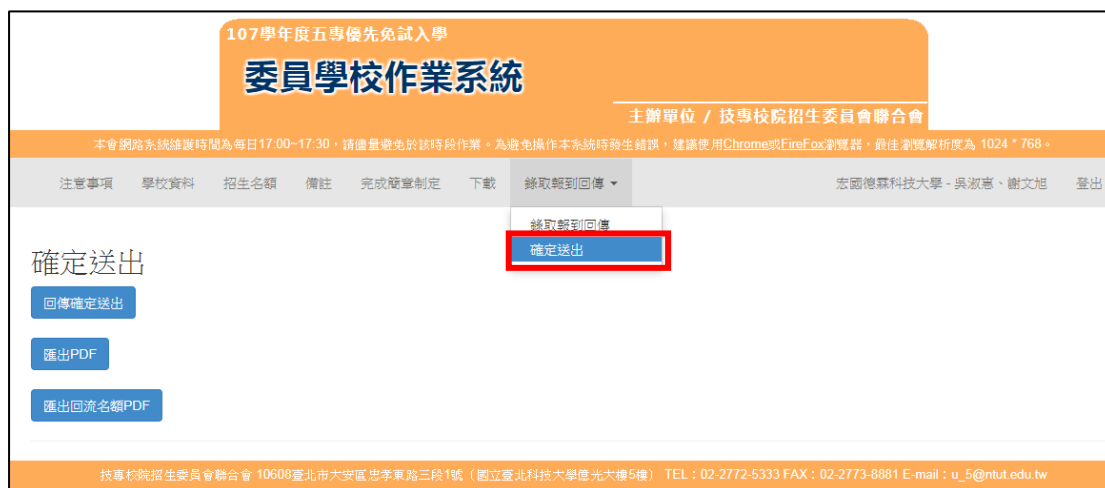 107學年度五專優先免試入學
委員學校作業系統
主辦單位 / 技專校院招生委員會聯合會
本會網路系統維護時間為每日17:00~17:30，請儘量避免於該時段作業。為避免操作本系統時發生錯誤，建議使用Chrome或FireFox瀏覽器，最佳瀏覽解析度為 1024 * 768。
注意事項 學校資料 招生名額 備註 完成簡章制定 下載 錄取報到回傳 宏國德霖科技大學 - 吳淑惠、謝文旭 登出
錄取報到回傳
確定送出
確定送出
回傳確定送出
匯出PDF
匯出回流名額PDF
技專校院招生委員會聯合會 10608臺北市大安區忠孝東路三段1號（國立臺北科技大學億光大樓5樓） TEL：02-2772-5333 FAX：02-2773-8881 E-mail：u_5@ntut.edu.tw